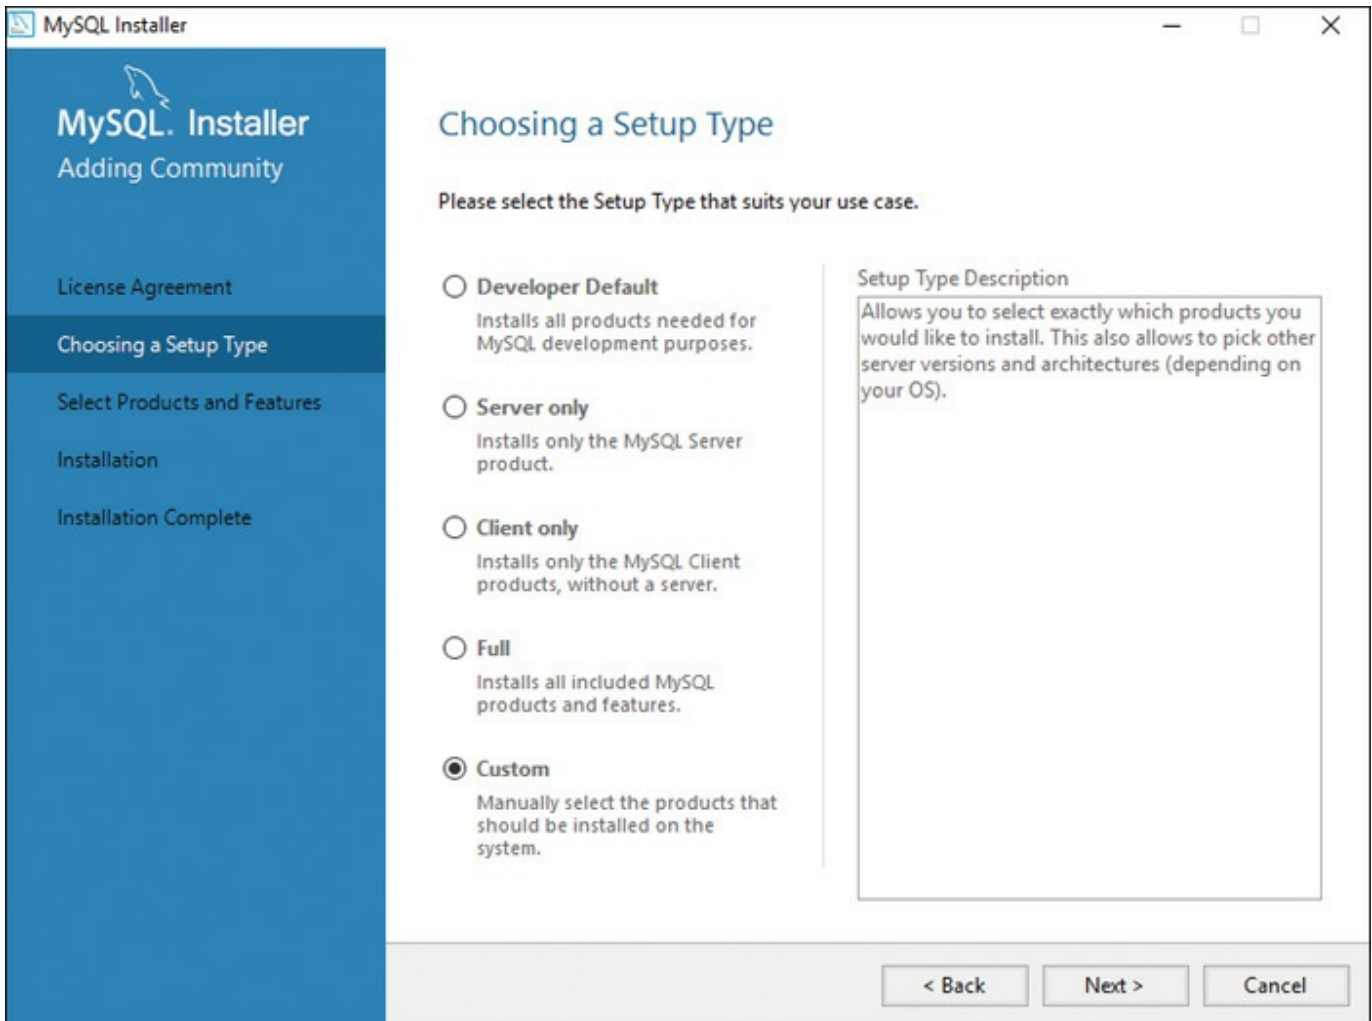 MySQL Installer
MySQL. Installer
Adding Community
License Agreement
Choosing a Setup Type
Select Products and Features
Installation
Installation Complete
Choosing a Setup Type
Please select the Setup Type that suits your use case.
Developer Default
Installs all products needed for
MySQL development purposes.
Server only
Installs only the MySQL Server
product.
Client only
Installs only the MySQL Client
products, without a server.
Full
Installs all included MySQL
products and features.
Custom
Manually select the products that
should be installed on the
system.
Setup Type Description
Allows you to select exactly which products you
would like to install. This also allows to pick other
server versions and architectures (depending on
your OS).
< Back
Next >
Cancel